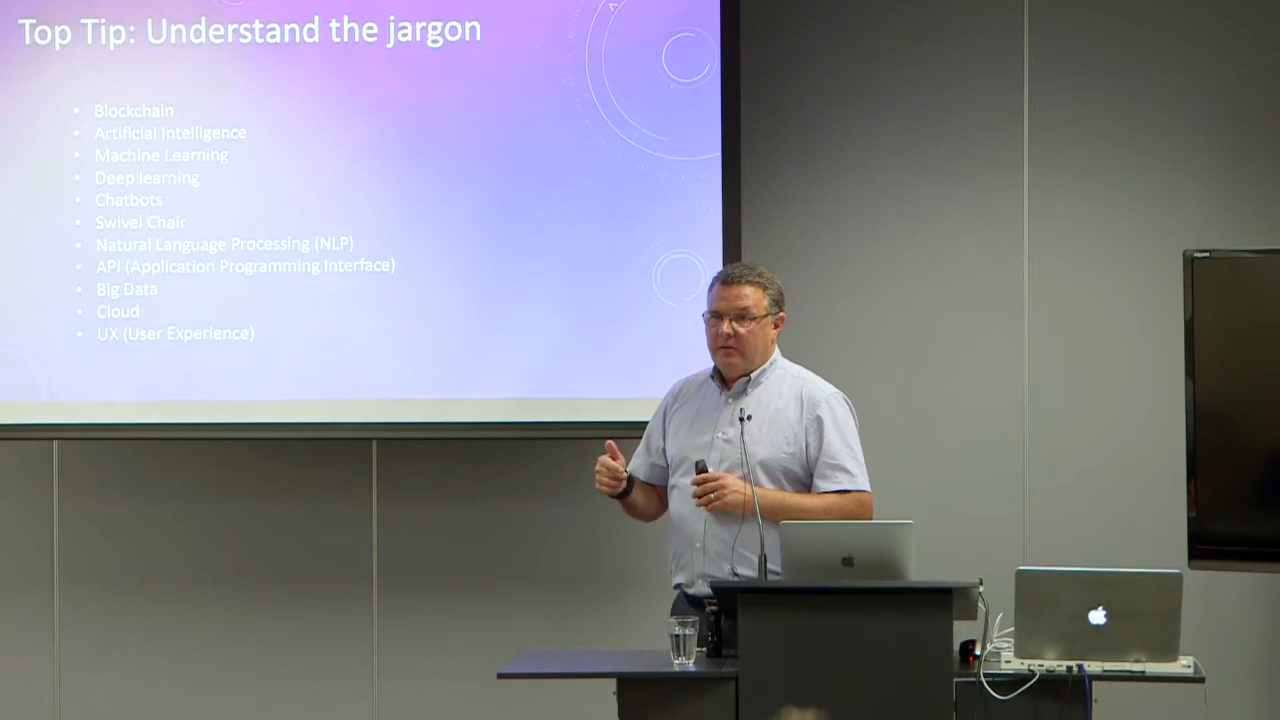 Top Tip: Understand the jargon
• Blockchain
• Artificial Intelligence
• Machine Learning
• Deep learning
• Chatbots
• Swivel Chair
• Natural Language Processing (NLP)
• API (Application Programming Interface)
• Big Data
• Cloud
• UX (User Experience)